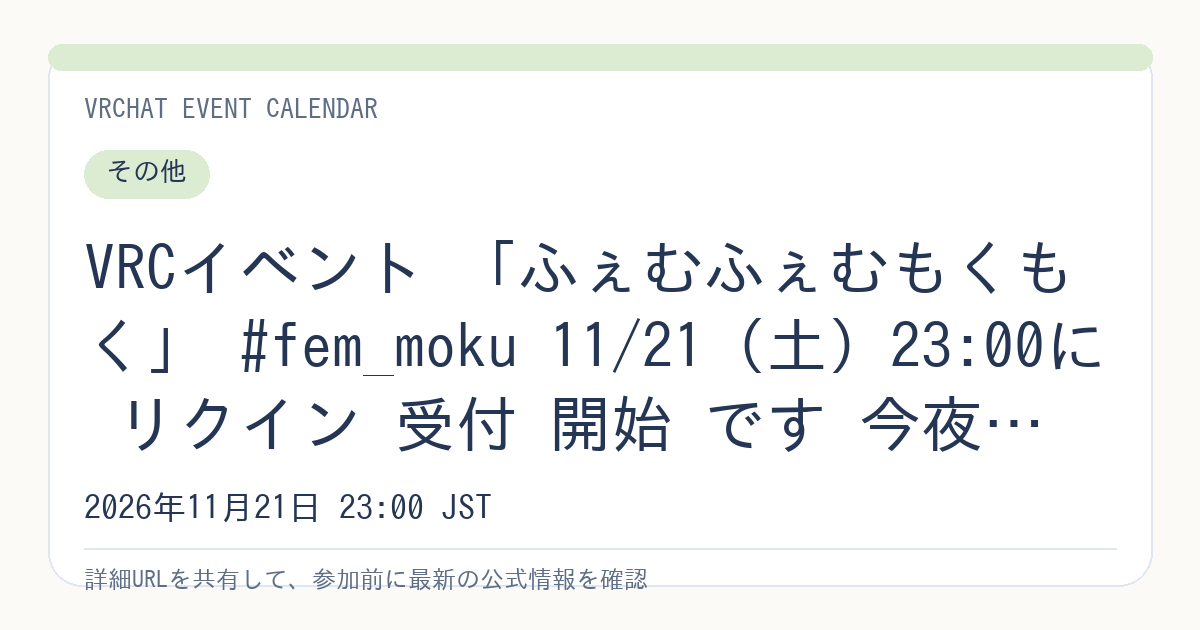 VRCHAT EVENT CALENDAR
その他
VRCイベント 「ふぇむふぇむもくも
く」 #fem_moku 11/21 (土) 23:00に
リクイン 受付 開始 です 今夜…
2026年11月21日 23:00 JST
詳細URLを共有して、参加前に最新の公式情報を確認